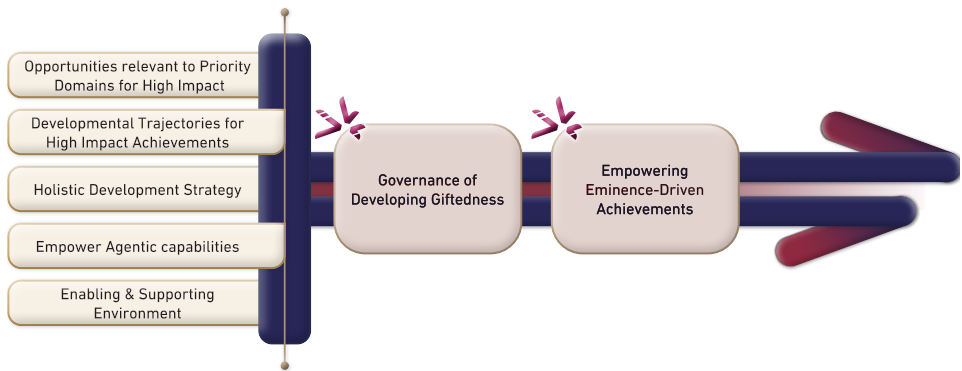 Opportunities relevant to Priority
Domains for High Impact
Developmental Trajectories for
High Impact Achievements
Holistic Development Strategy
Empower Agentic capabilities
Enabling & Supporting
Environment
Governance of
Developing Giftedness
Empowering
Eminence-Driven
Achievements